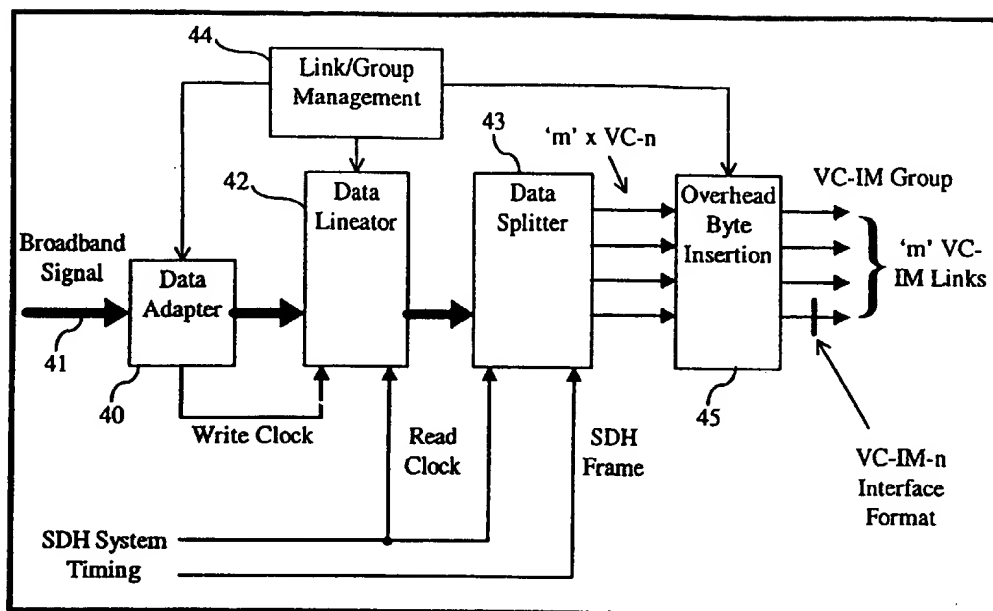 44
Link/Group
Management
43
'm' x VC-n
42
Data
Lineator
Data
Splitter
Overhead
Byte
Insertion
VC-IM Group
'm' VC-
IM Links
Broadband
Signal
Data
Adapter
41
40
45
Write Clock
Read
Clock
SDH
Frame
VC-IM-n
Interface
Format
SDH System
Timing